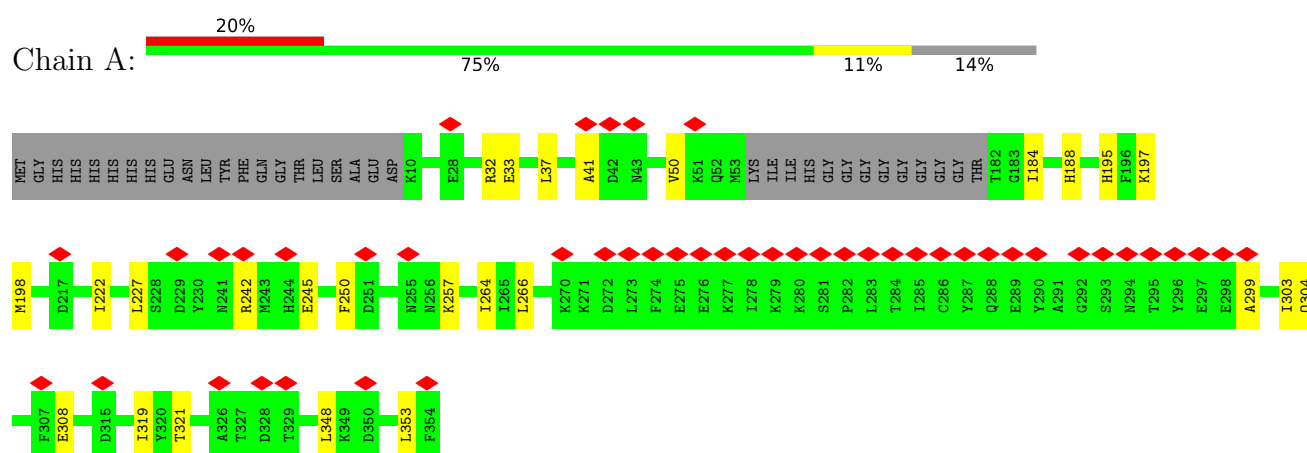 20%
Chain A:
75% 11% 14%
MET GLY HIS HIS HIS HIS HIS HIS GLU ASN LEU TYR PHE GLN GLY THR LEU SER ALA GLU ASP K10 E28 R32 E33 L37 A41 D42 N43 V50 K51 Q52 M53 LYS ILE ILE HIS GLY GLY GLY GLY GLY GLY GLY GLY THR T182 G183 I184 H188 H195 F196 K197
M198 D217 I222 L227 S228 D229 Y230 N241 R242 M243 H244 E245 F250 D251 N255 N256 K257 I264 I265 L266 K270 K271 D272 L273 F274 E275 E276 K277 I278 K279 K280 S281 P282 L283 T284 I285 C286 Y287 Q288 E289 Y290 A291 G292 S293 N294 T295 Y296 E297 E298 A299 I303 Q304
F307 E308 D315 I319 Y320 T321 A326 T327 D328 T329 L348 K349 D350 L353 F354